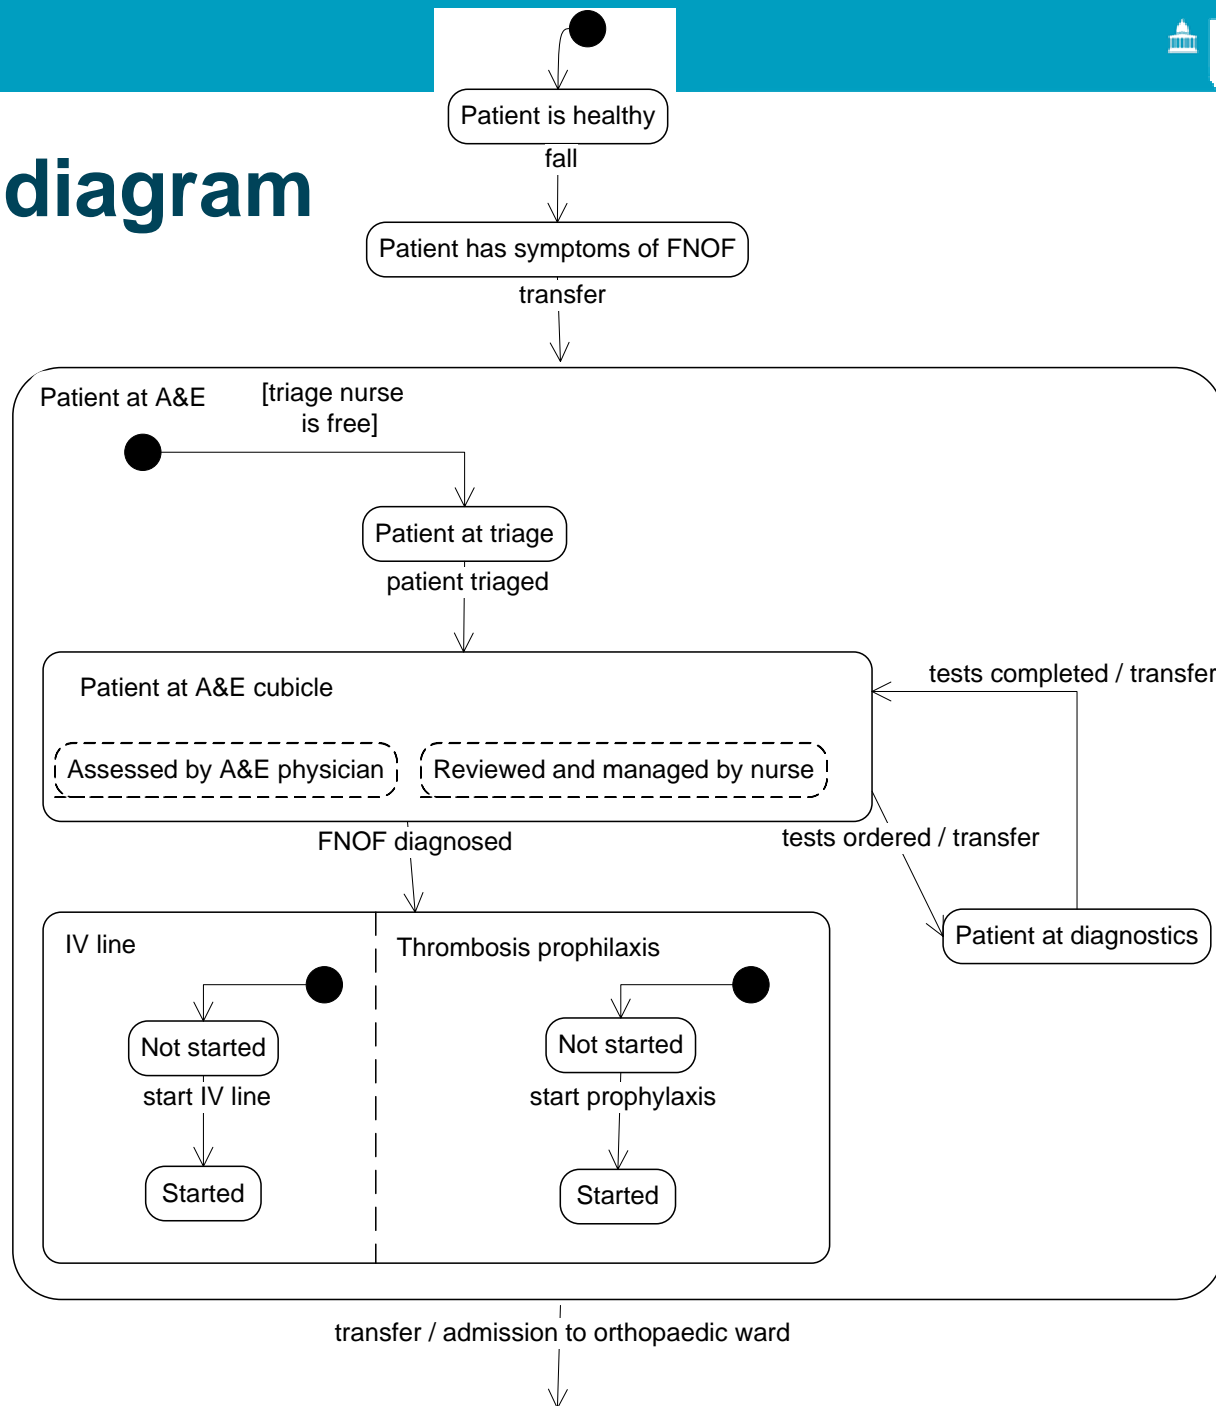 Patient is healthy
fall
diagram
Patient has symptoms of FNOF
transfer
Patient at A&E
[triage nurse
is free]
Patient at triage
patient triaged
Patient at A&E cubicle
tests completed / transfer
Assessed by A&E physician
Reviewed and managed by nurse
FNOF diagnosed
tests ordered / transfer
Patient at diagnostics
IV line
Thrombosis prophilaxis
Not started
Not started
start IV line
start prophylaxis
Started
Started
transfer / admission to orthopaedic ward